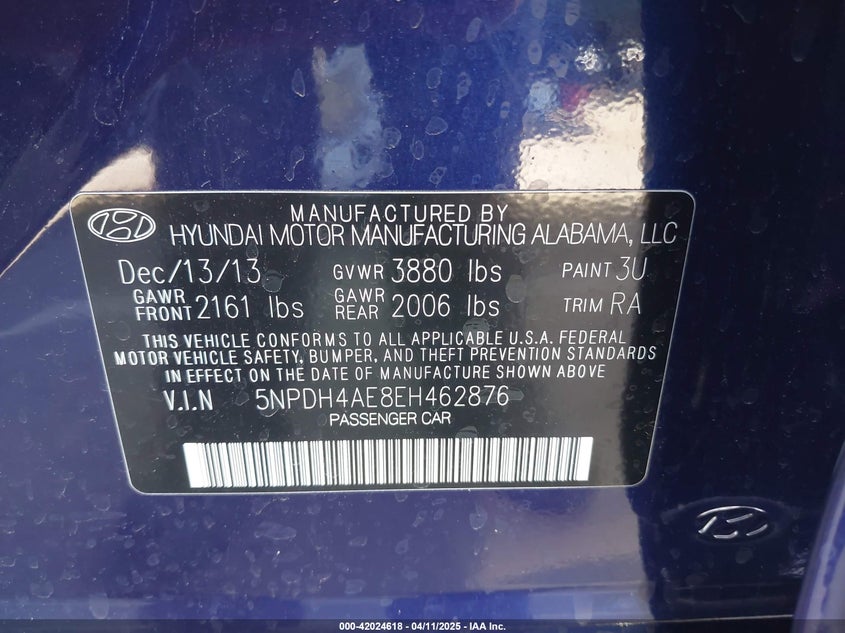 MANUFACTURED BY
HYUNDAI MOTOR MANUFACTURING ALABAMA, LLC
Dec/13/13 GVWR 3880 lbs PAINT 3U
GAWR FRONT 2161 lbs GAWR REAR 2006 lbs TRIM RA
THIS VEHICLE CONFORMS TO ALL APPLICABLE U.S.A. FEDERAL
MOTOR VEHICLE SAFETY, BUMPER, AND THEFT PREVENTION STANDARDS
IN EFFECT ON THE DATE OF MANUFACTURE SHOWN ABOVE
V.I.N 5NPDH4AE8EH462876
PASSENGER CAR
000-42024618 - 04/11/2025 - IAA Inc.